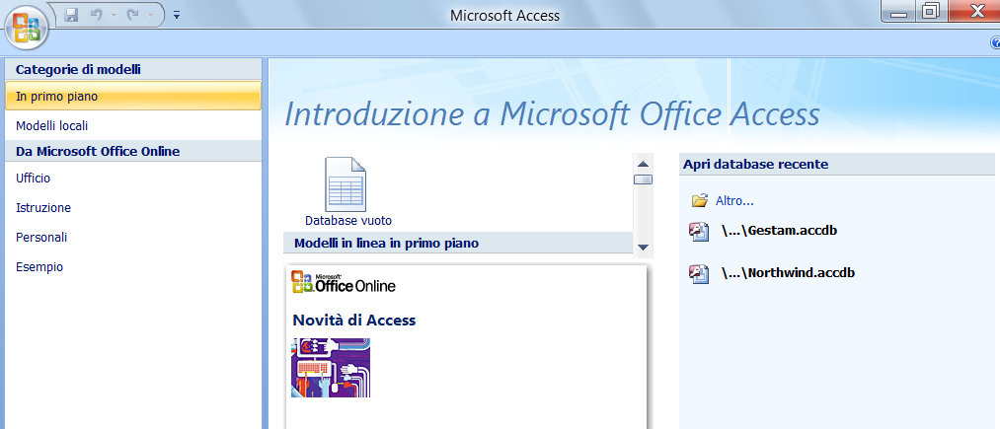 Microsoft Access
Categorie di modelli
In primo piano
Modelli locali
Da Microsoft Office Online
Ufficio
Istruzione
Personali
Esempio
Introduzione a Microsoft Office Access
Database vuoto
Modelli in linea in primo piano
Microsoft
Office Online
Novità di Access
Apri database recente
Altro...
\...\Gestam.accdb
\...\Northwind.accdb